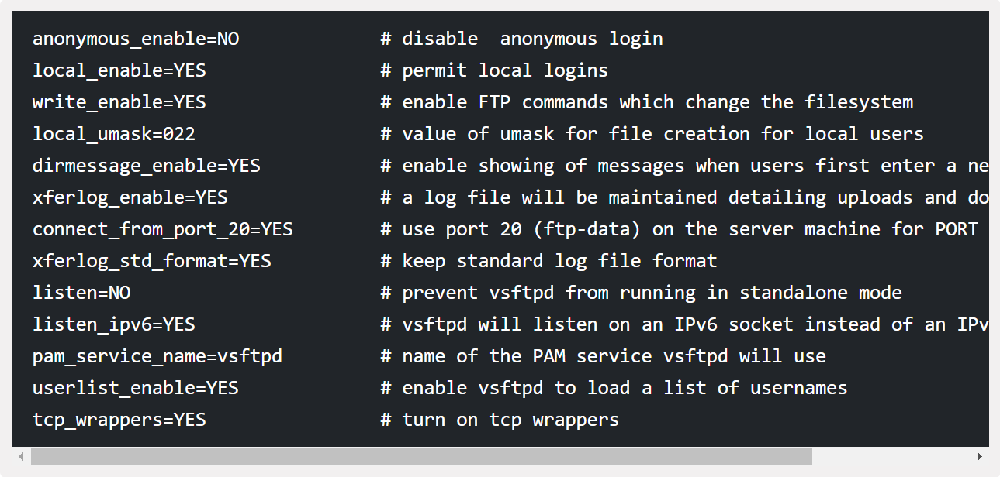 anonymous_enable=NO # disable  anonymous login
local_enable=YES # permit local logins
write_enable=YES # enable FTP commands which change the filesystem
local_umask=022 # value of umask for file creation for local users
dirmessage_enable=YES # enable showing of messages when users first enter a ne
xferlog_enable=YES # a log file will be maintained detailing uploads and do
connect_from_port_20=YES # use port 20 (ftp-data) on the server machine for PORT
xferlog_std_format=YES # keep standard log file format
listen=NO # prevent vsftpd from running in standalone mode
listen_ipv6=YES # vsftpd will listen on an IPv6 socket instead of an IPv
pam_service_name=vsftpd # name of the PAM service vsftpd will use
userlist_enable=YES # enable vsftpd to load a list of usernames
tcp_wrappers=YES # turn on tcp wrappers